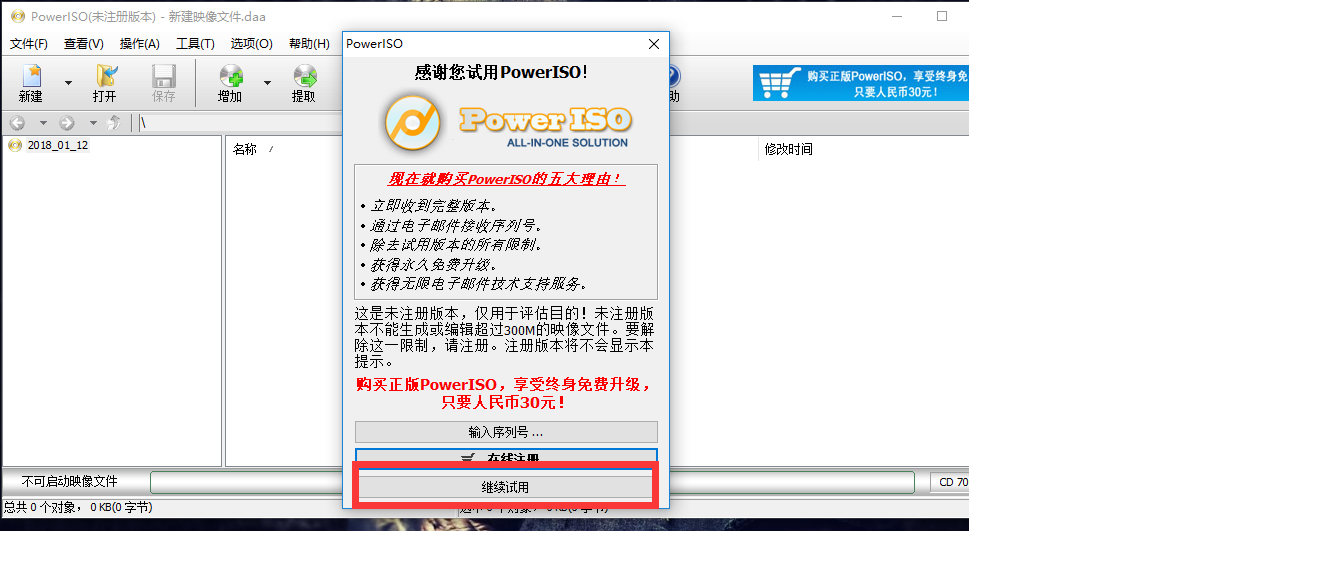 PowerISO(未注册版本) - 新建映像文件.daa
文件(F) 查看(V) 操作(A) 工具(T) 选项(O) 帮助(H)
新建 打开 保存 增加 提取 助
购买正版PowerISO，享受终身免
只要人民币30元！
\
2018_01_12
名称 修改时间
PowerISO
感谢您试用PowerISO！
PowerISO
ALL-IN-ONE SOLUTION
现在就购买PowerISO的五大理由！
• 立即收到完整版本。
• 通过电子邮件接收序列号。
• 除去试用版本的所有限制。
• 获得永久免费升级。
• 获得无限电子邮件技术支持服务。
这是未注册版本，仅用于评估目的！未注册版
本不能生成或编辑超过300M的映像文件。要解
除这一限制，请注册。注册版本将不会显示本
提示。
购买正版PowerISO，享受终身免费升级，
只要人民币30元！
输入序列号 ...
在线注册
继续试用
不可启动映像文件 CD 70
总共 0 个对象， 0 KB(0 字节)